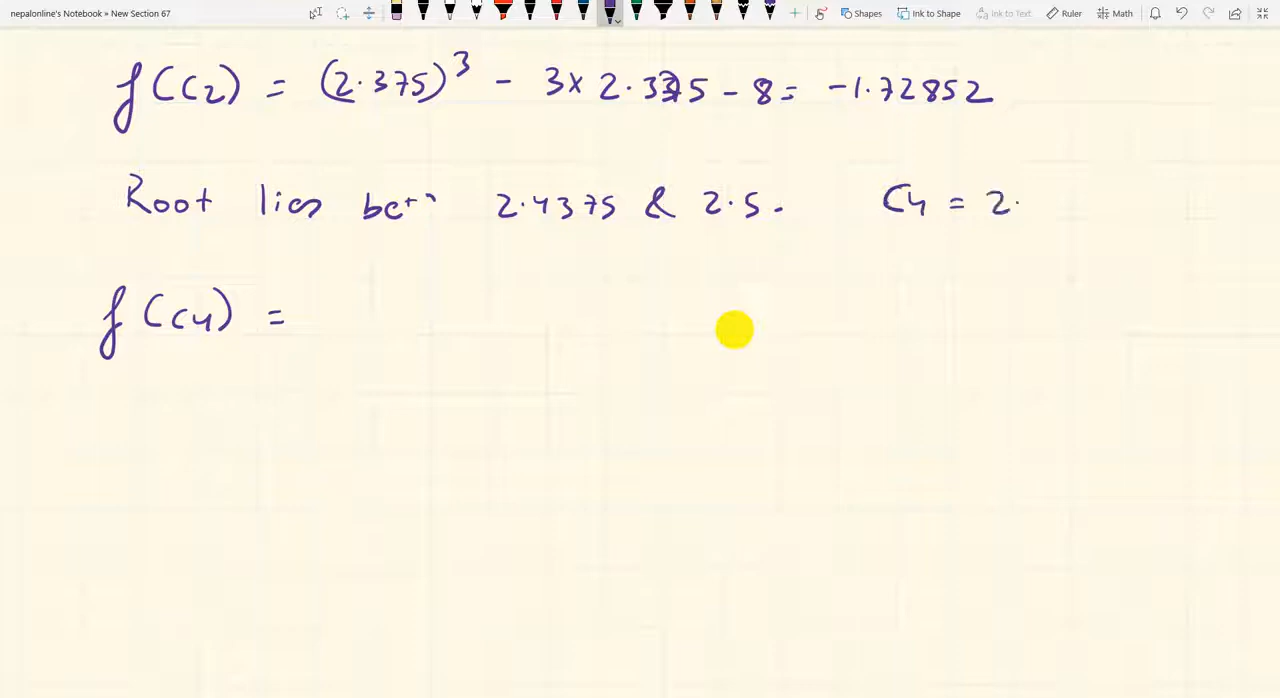 nepalonline's Notebook » New Section 67
Shapes Ink to Shape Ink to Text Ruler Math
f(C2) = (2.375)^3 - 3x 2.3375 - 8 = -1.72852
Root lies betn 2.4375 & 2.5. C4 = 2.
f(C4) =